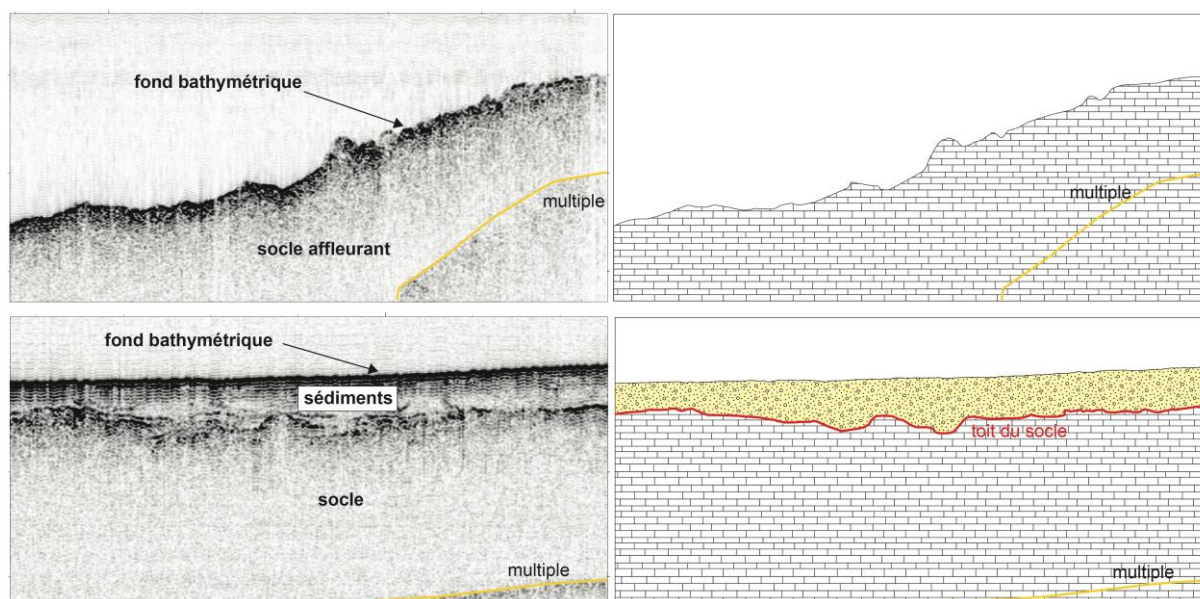 fond bathymétrique
multiple
socle affleurant
multiple
fond bathymétrique
sédiments
socle
multiple
toit du socle
multiple